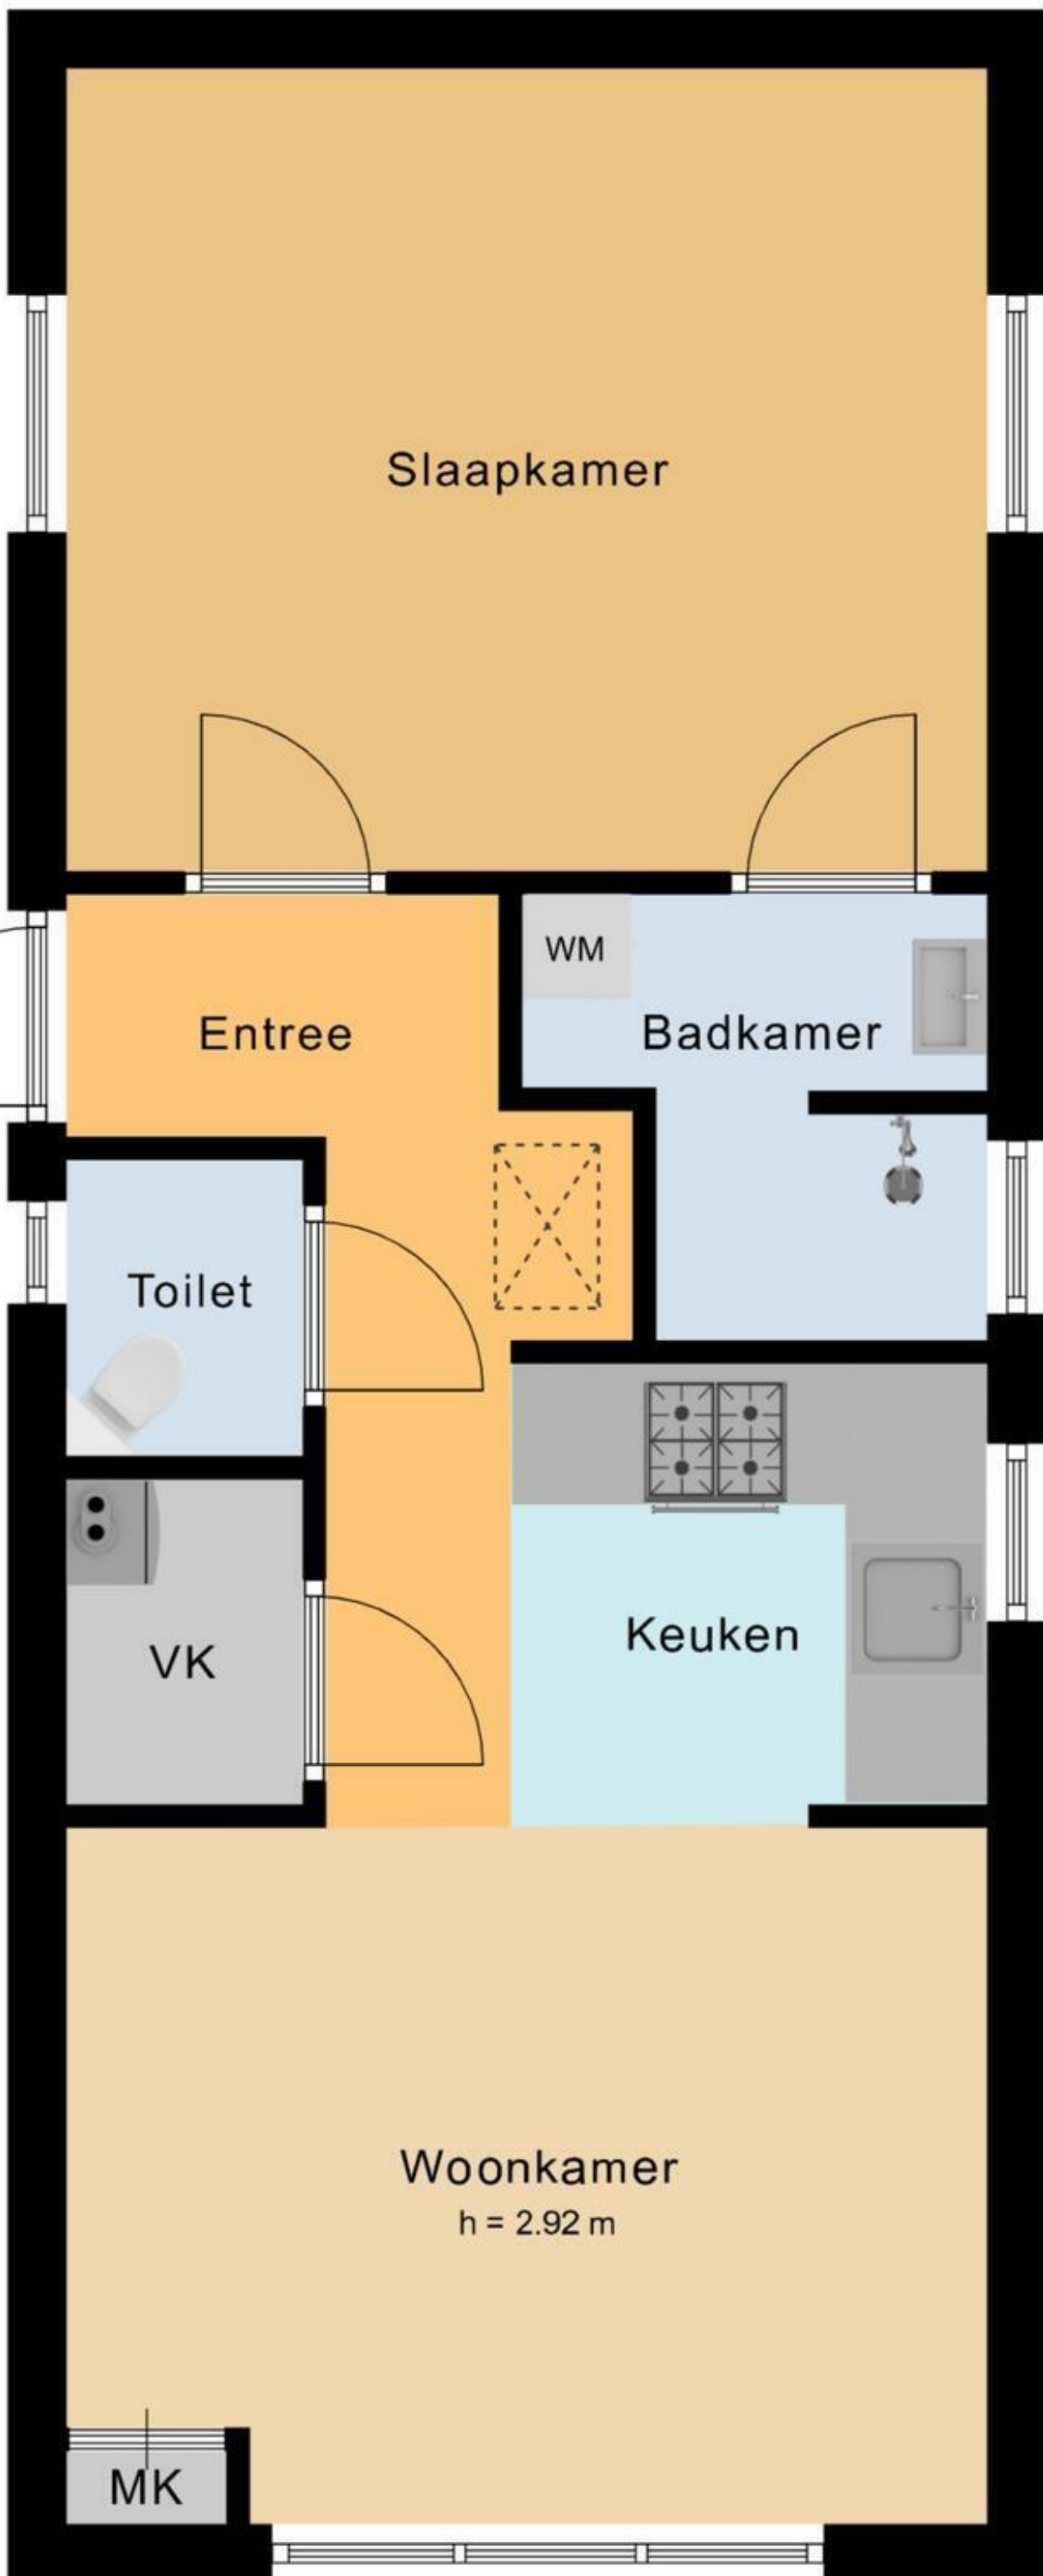 Slaapkamer
WM
Entree
Badkamer
Toilet
Keuken
VK
Woonkamer
h = 2.92 m
MK